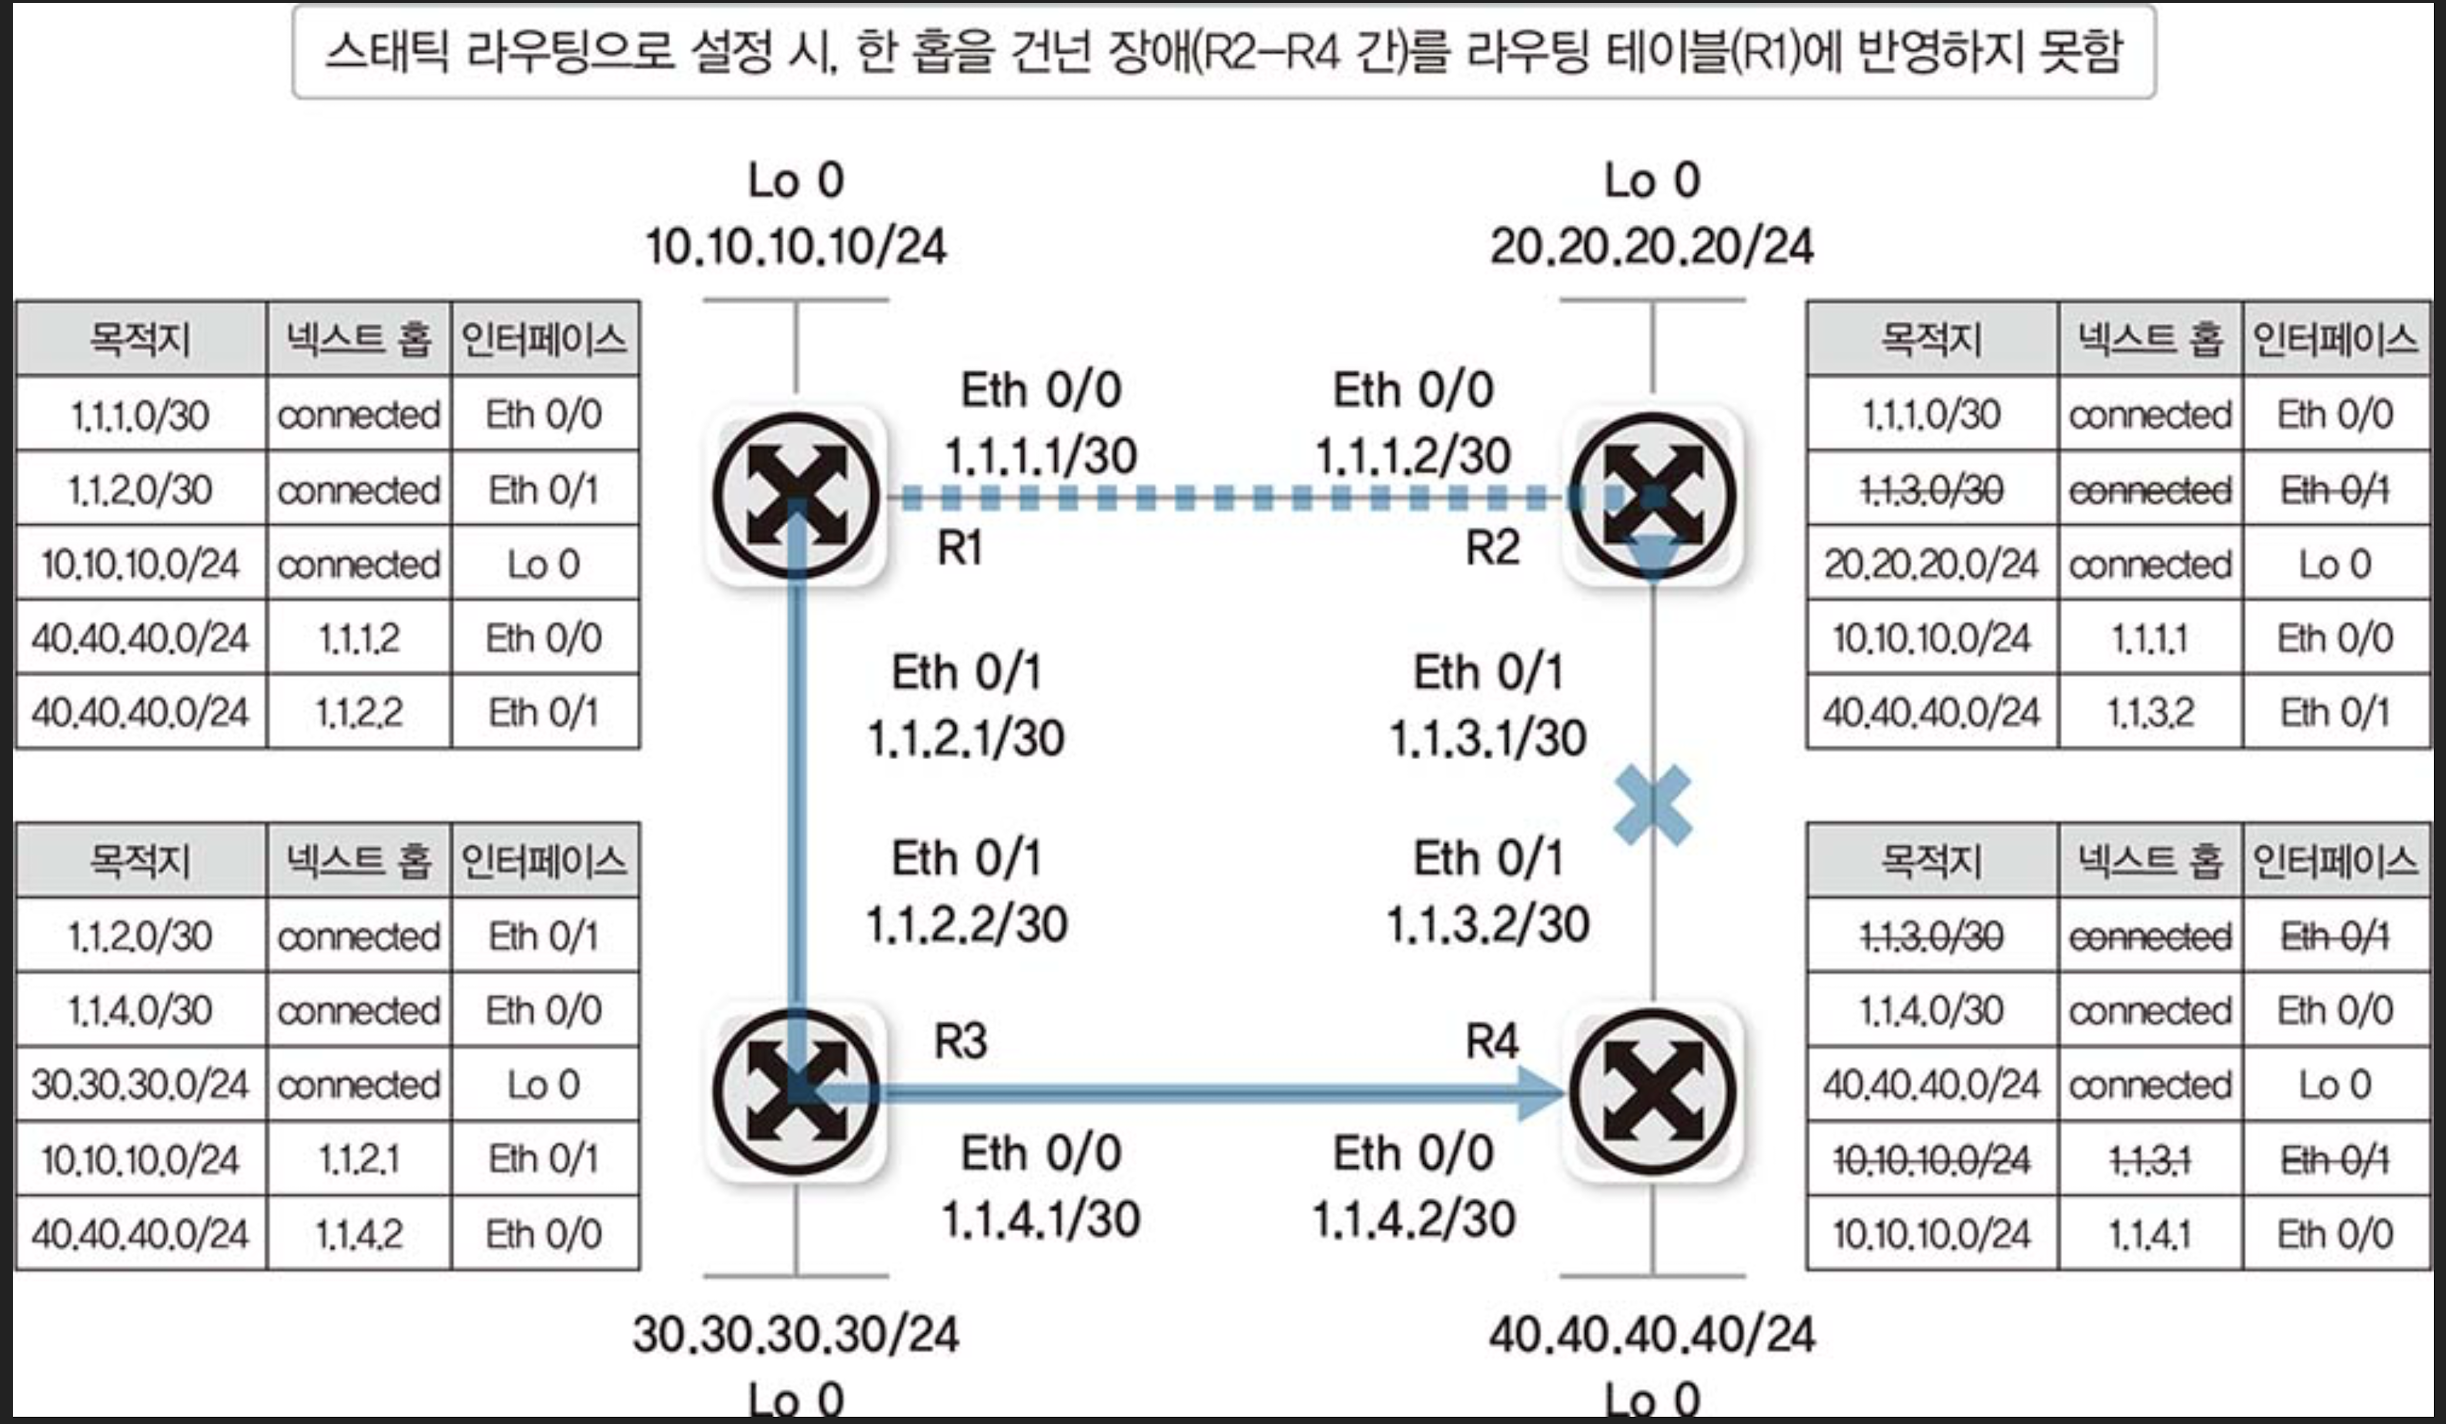 스태틱 라우팅으로 설정 시, 한 홉을 건넌 장애(R2–R4 간)를 라우팅 테이블(R1)에 반영하지 못함
Lo 0
10.10.10.10/24
Lo 0
20.20.20.20/24
목적지 넥스트 홉 인터페이스
1.1.1.0/30 connected Eth 0/0
1.1.2.0/30 connected Eth 0/1
10.10.10.0/24 connected Lo 0
40.40.40.0/24 1.1.1.2 Eth 0/0
40.40.40.0/24 1.1.2.2 Eth 0/1
Eth 0/0
1.1.1.1/30
Eth 0/0
1.1.1.2/30
R1
R2
목적지 넥스트 홉 인터페이스
1.1.1.0/30 connected Eth 0/0
1.1.3.0/30 connected Eth 0/1
20.20.20.0/24 connected Lo 0
10.10.10.0/24 1.1.1.1 Eth 0/0
40.40.40.0/24 1.1.3.2 Eth 0/1
Eth 0/1
1.1.2.1/30
Eth 0/1
1.1.3.1/30
Eth 0/1
1.1.2.2/30
Eth 0/1
1.1.3.2/30
목적지 넥스트 홉 인터페이스
1.1.2.0/30 connected Eth 0/1
1.1.4.0/30 connected Eth 0/0
30.30.30.0/24 connected Lo 0
10.10.10.0/24 1.1.2.1 Eth 0/1
40.40.40.0/24 1.1.4.2 Eth 0/0
R3
R4
Eth 0/0
1.1.4.1/30
Eth 0/0
1.1.4.2/30
목적지 넥스트 홉 인터페이스
1.1.3.0/30 connected Eth 0/1
1.1.4.0/30 connected Eth 0/0
40.40.40.0/24 connected Lo 0
10.10.10.0/24 1.1.3.1 Eth 0/1
10.10.10.0/24 1.1.4.1 Eth 0/0
30.30.30.30/24
Lo 0
40.40.40.40/24
Lo 0